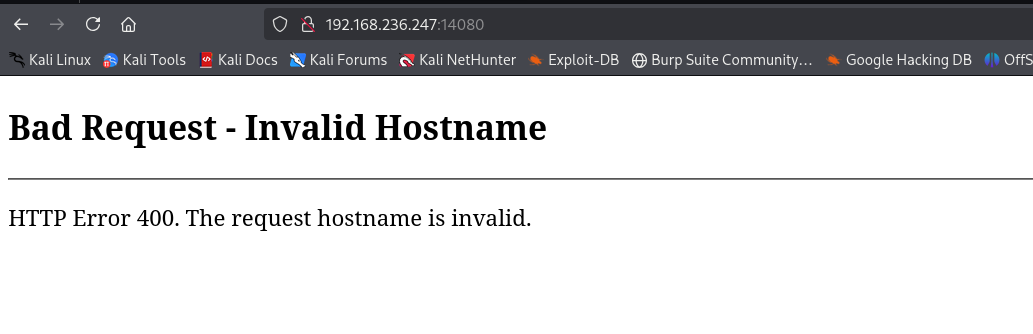 192.168.236.247:14080
Kali Linux Kali Tools Kali Docs Kali Forums Kali NetHunter Exploit-DB Burp Suite Community... Google Hacking DB OffS
Bad Request - Invalid Hostname
HTTP Error 400. The request hostname is invalid.